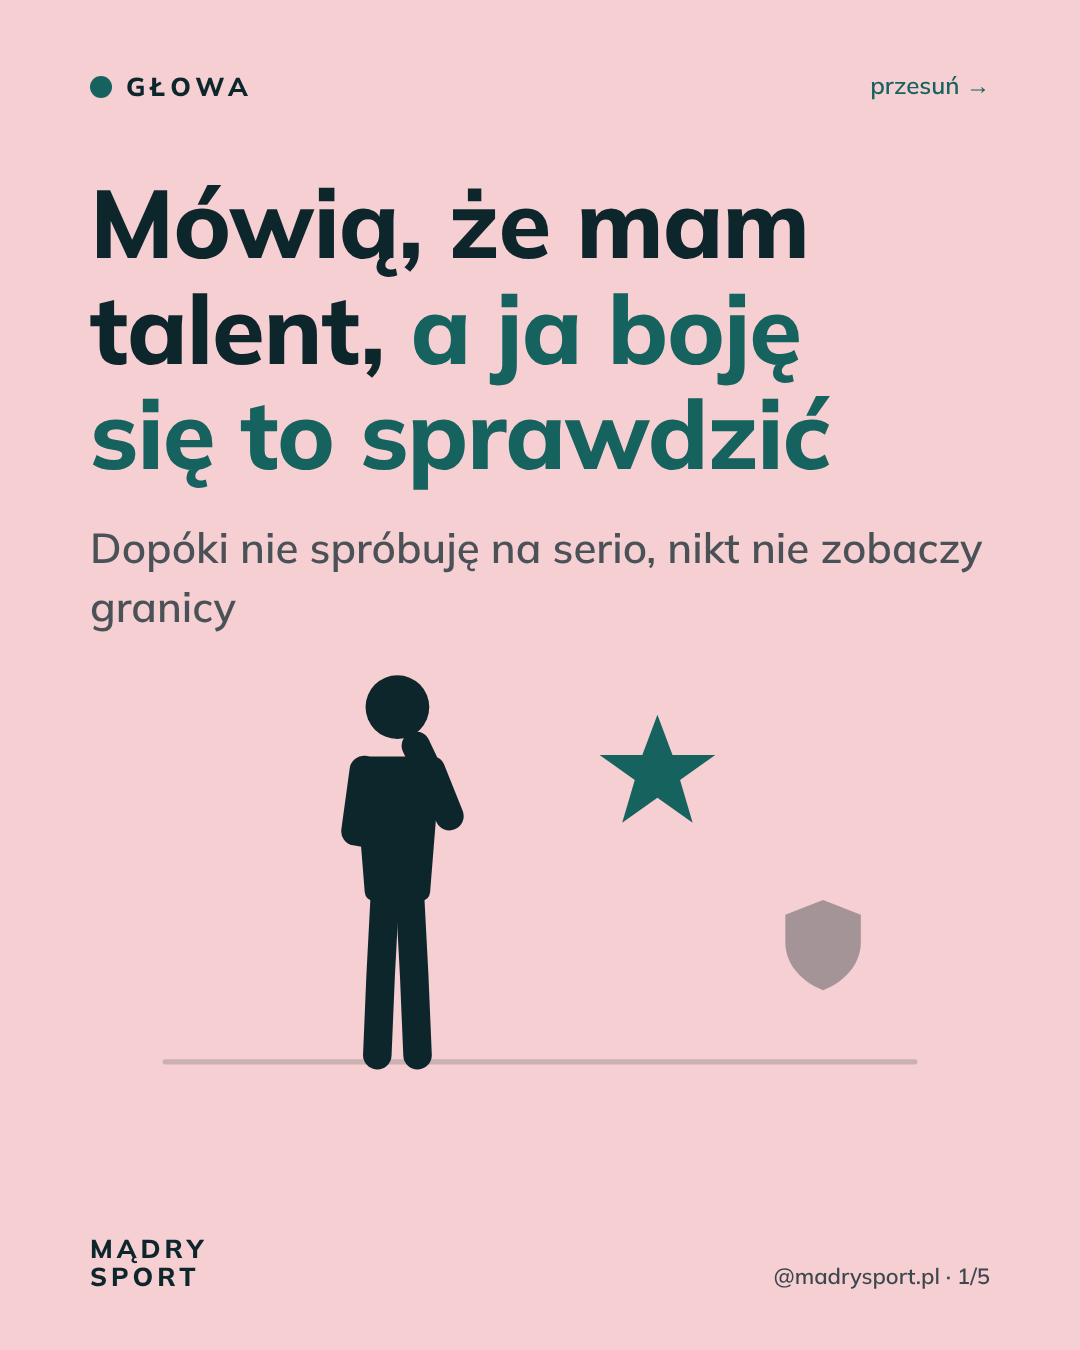 GŁOWA
przesuń →
Mówią, że mam
talent, a ja boję
się to sprawdzić
Dopóki nie spróbuję na serio, nikt nie zobaczy
granicy
MĄDRY
SPORT
@madrysport.pl · 1/5